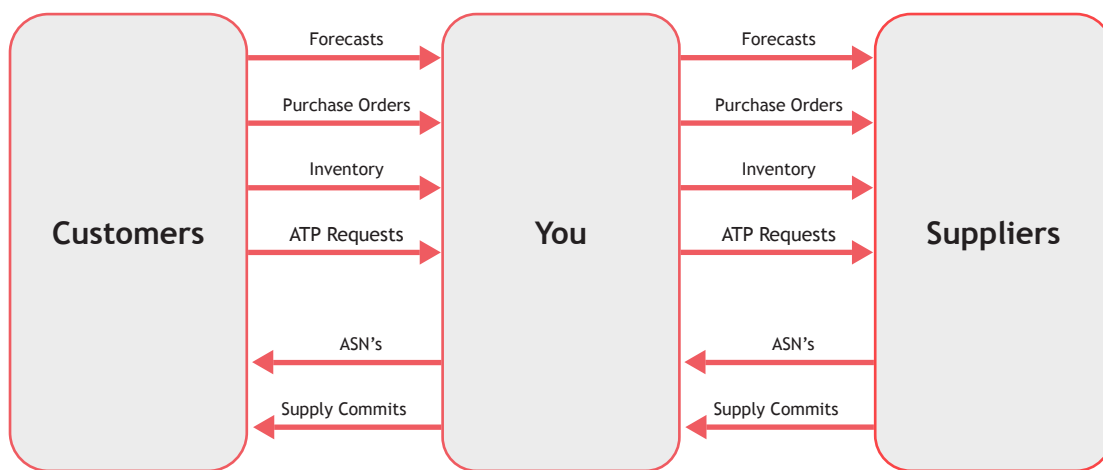 Forecasts
Forecasts
Purchase Orders
Purchase Orders
Inventory
Inventory
Customers
ATP Requests
You
ATP Requests
Suppliers
ASN’s
ASN’s
Supply Commits
Supply Commits